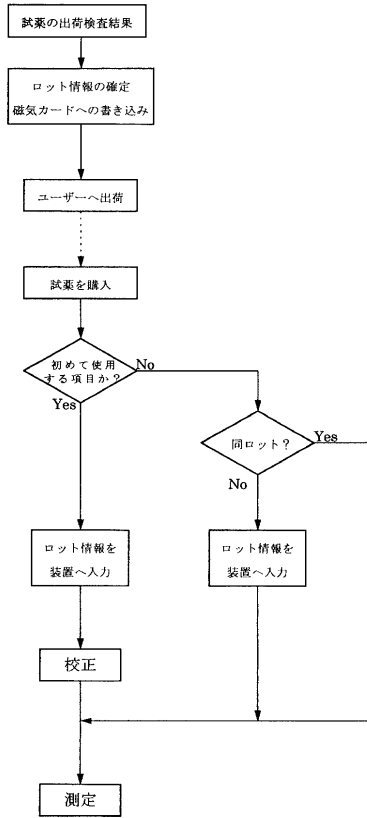 試薬の出荷検査結果
ロット情報の確定
磁気カードへの書き込み
ユーザーへ出荷
試薬を購入
初めて使用
する項目か？
No
Yes
同ロット？
Yes
No
ロット情報を
装置へ入力
ロット情報を
装置へ入力
校正
測定